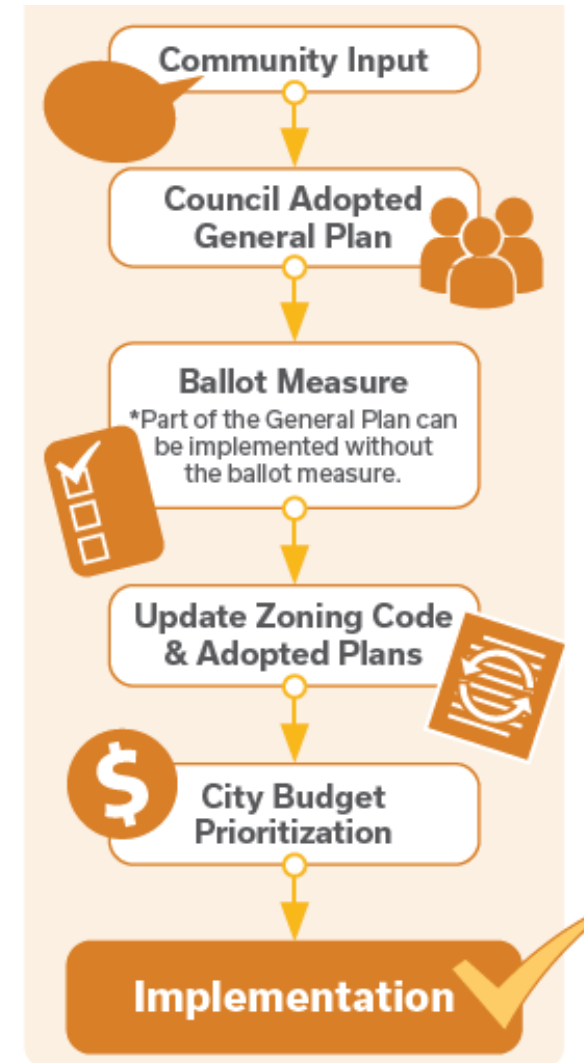 Community Input
Council Adopted
General Plan
Ballot Measure
*Part of the General Plan can
be implemented without
the ballot measure.
Update Zoning Code
& Adopted Plans
$
City Budget
Prioritization
Implementation